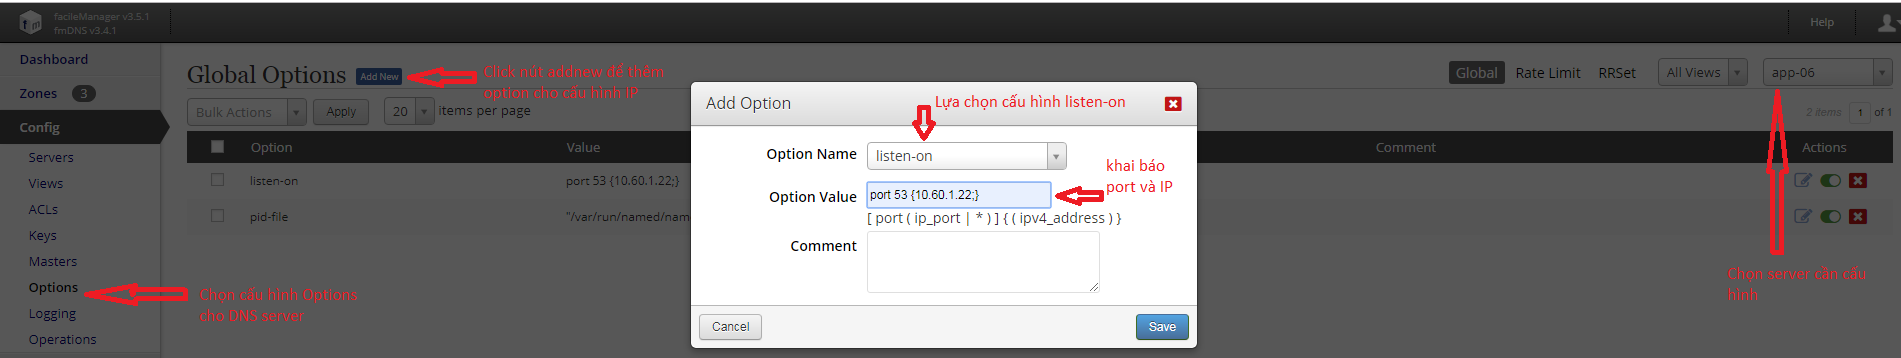 facileManager v3.5.1
fmDNS v3.4.1
Help
Dashboard
Zones 3
Config
Servers
Views
ACLs
Keys
Masters
Options
Logging
Operations
Chọn cấu hình Options
cho DNS server
Global Options Add New
Click nút addnew để thêm
option cho cấu hình IP
Global Rate Limit RRSet All Views app-06
Bulk Actions Apply 20 items per page
2 items 1 of 1
Option Value Comment Actions
listen-on port 53 {10.60.1.22;}
pid-file "/var/run/named/nam
Add Option
Lựa chọn cấu hình listen-on
Option Name listen-on
khai báo
port và IP
Option Value port 53 {10.60.1.22;}
[ port ( ip_port | * ) ] { ( ipv4_address ) }
Comment
Cancel Save
Chọn server cần cấu
hình